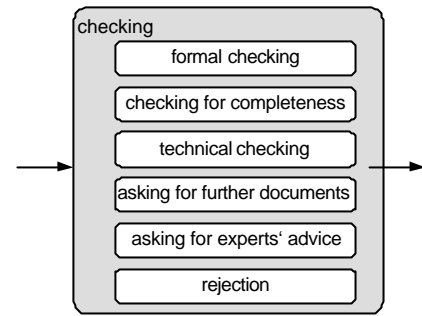 checking
formal checking
checking for completeness
technical checking
asking for further documents
asking for experts‘ advice
rejection